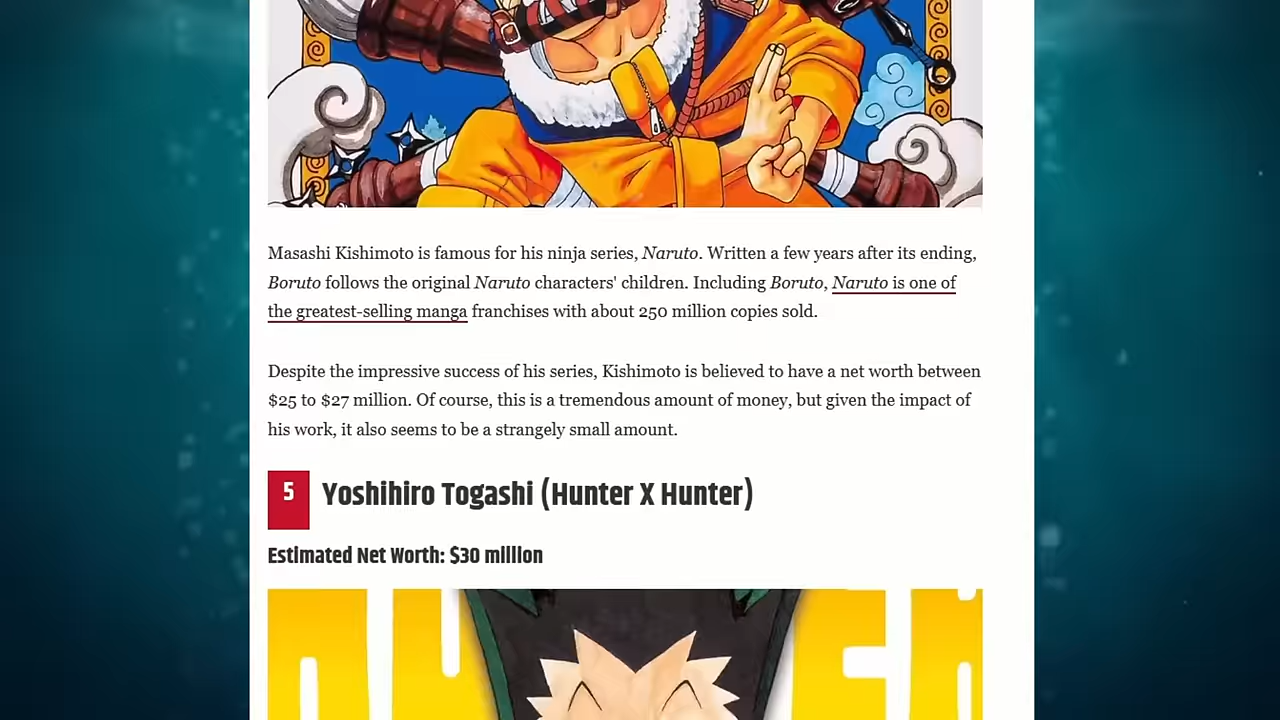 Masashi Kishimoto is famous for his ninja series, Naruto. Written a few years after its ending,
Boruto follows the original Naruto characters' children. Including Boruto, Naruto is one of
the greatest-selling manga franchises with about 250 million copies sold.
Despite the impressive success of his series, Kishimoto is believed to have a net worth between
$25 to $27 million. Of course, this is a tremendous amount of money, but given the impact of
his work, it also seems to be a strangely small amount.
5 Yoshihiro Togashi (Hunter X Hunter)
Estimated Net Worth: $30 million